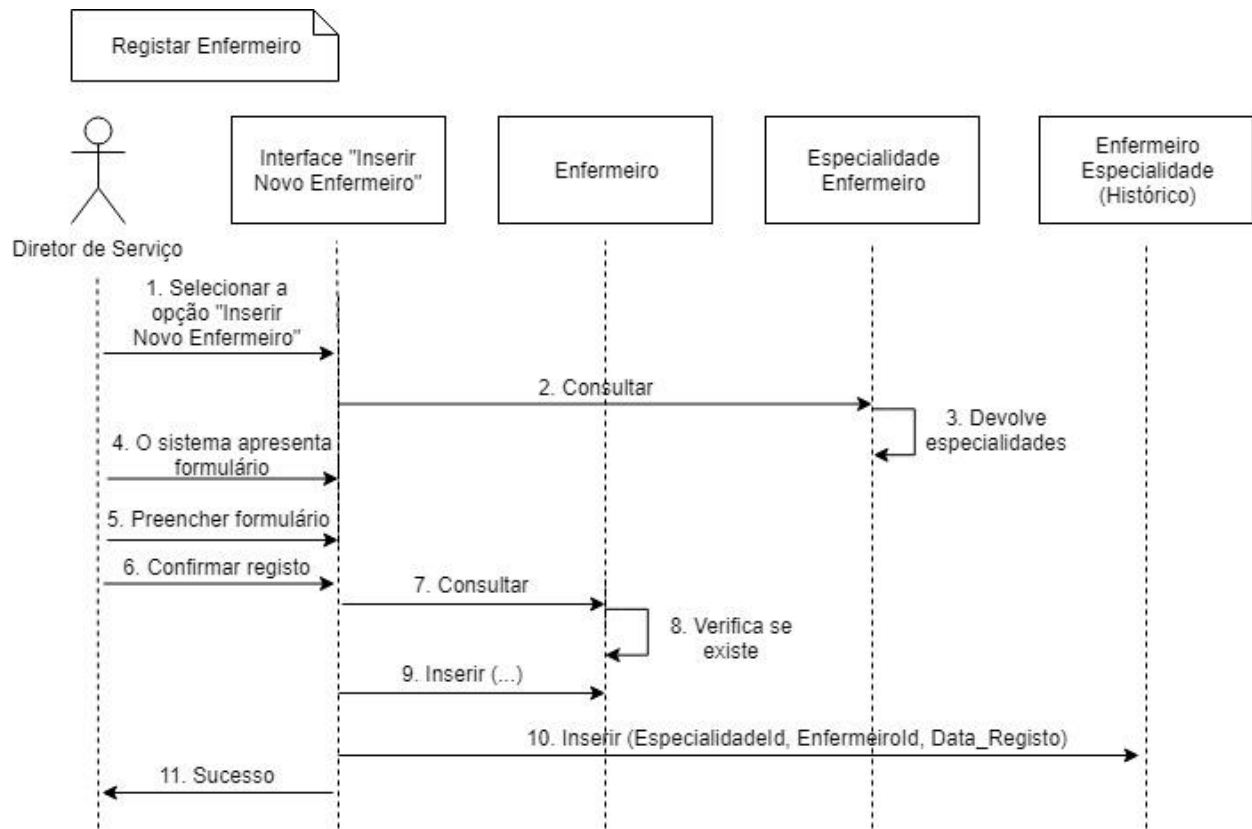 Registar Enfermeiro
Interface "Inserir
Novo Enfermeiro"
Enfermeiro
Especialidade
Enfermeiro
Enfermeiro
Especialidade
(Histórico)
Diretor de Serviço
1. Selecionar a
opção "Inserir
Novo Enfermeiro"
2. Consultar
3. Devolve
especialidades
4. O sistema apresenta
formulário
5. Preencher formulário
6. Confirmar registo
7. Consultar
8. Verifica se
existe
9. Inserir (...)
10. Inserir (EspecialidadeId, EnfermeiroId, Data_Registo)
11. Sucesso